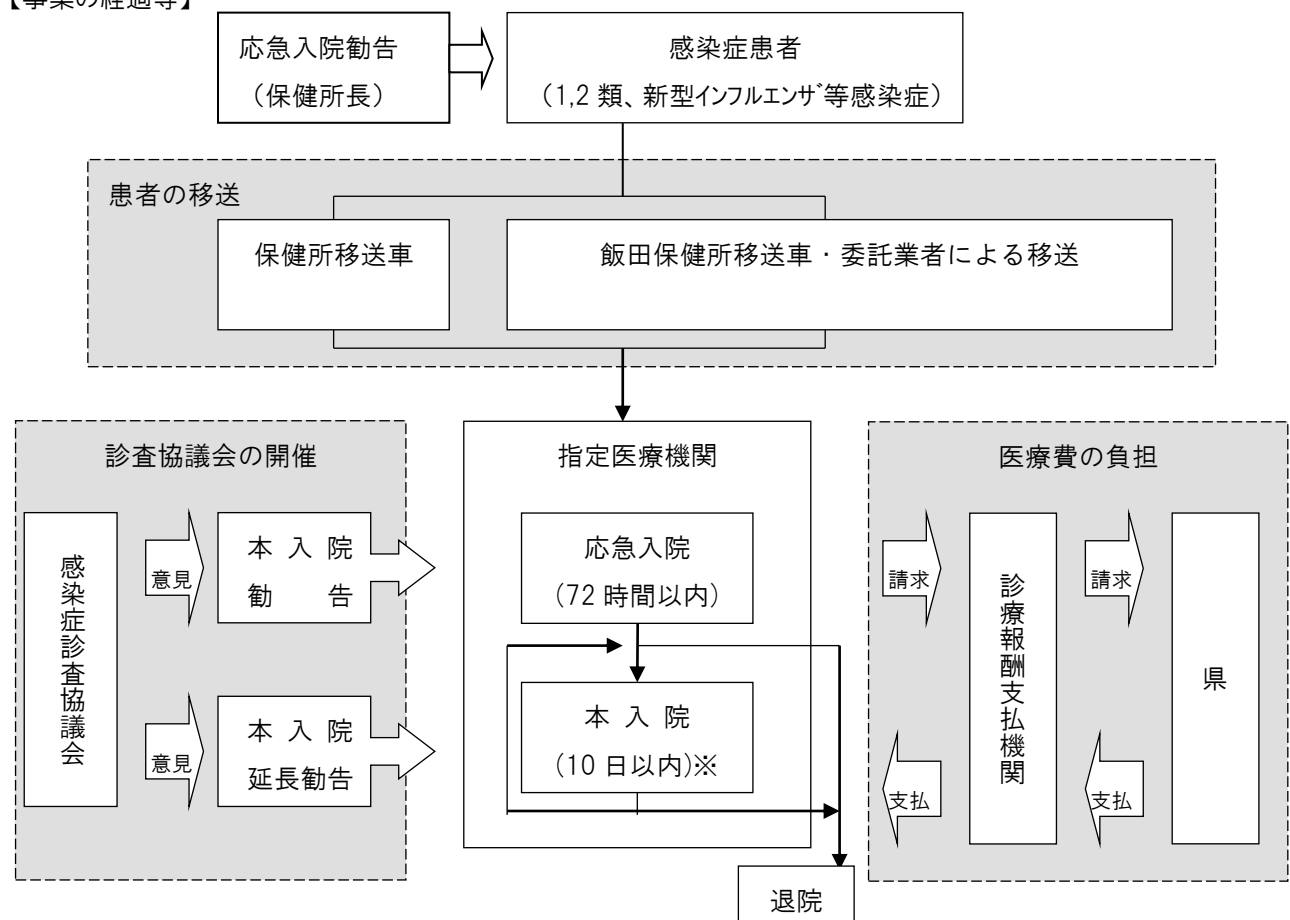 【事業の経過等】
応急入院勧告
（保健所長）
感染症患者
（1,2 類、新型ｲﾝﾌﾙｴﾝｻﾞ等感染症）
患者の移送
保健所移送車
飯田保健所移送車・委託業者による移送
診査協議会の開催
感染症診査協議会
意見
本 入 院
勧 告
意見
本 入 院
延長勧告
指定医療機関
応急入院
(72 時間以内)
本 入 院
(10 日以内)※
退院
医療費の負担
請求
診療報酬支払機関
請求
県
支払
支払